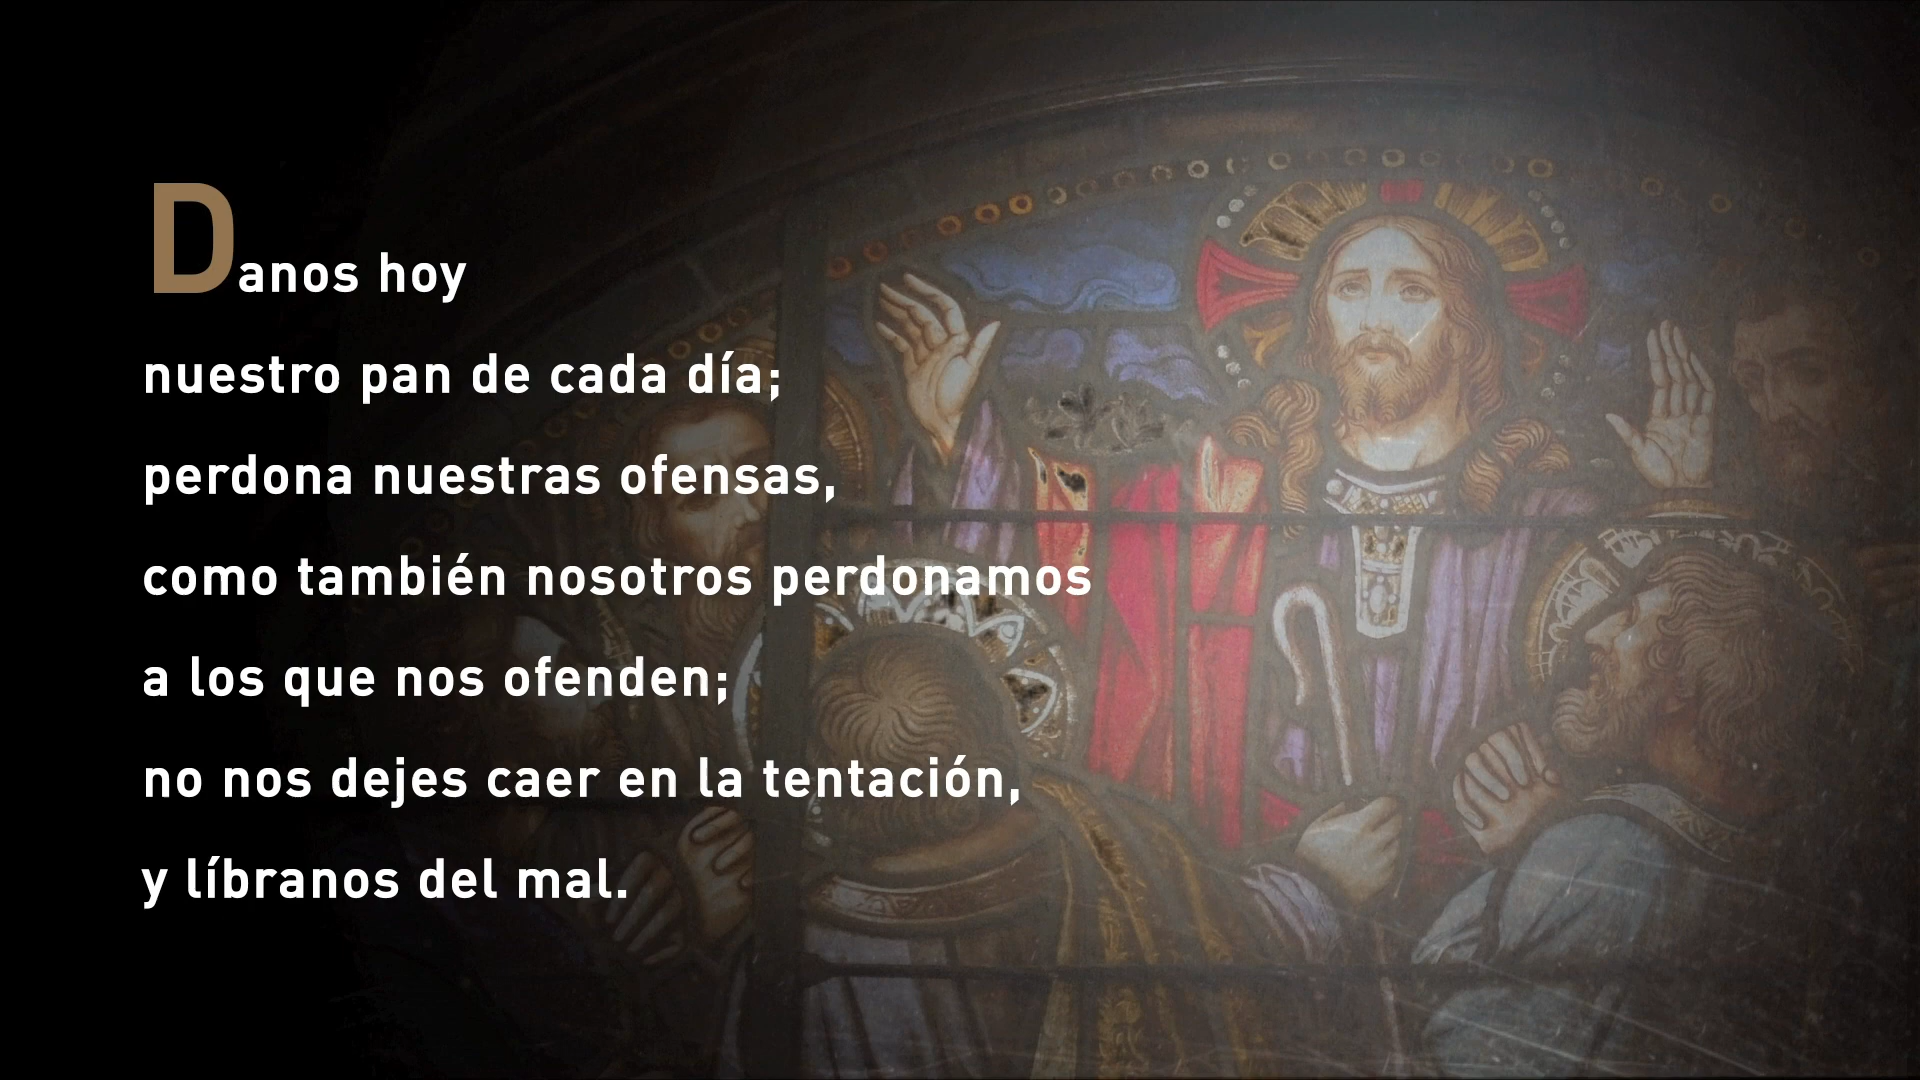 Danos hoy
nuestro pan de cada día;
perdona nuestras ofensas,
como también nosotros perdonamos
a los que nos ofenden;
no nos dejes caer en la tentación,
y líbranos del mal.